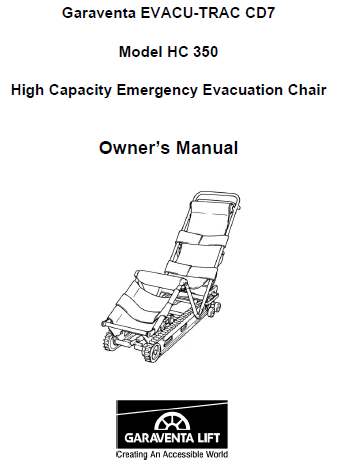 Garaventa EVACU-TRAC CD7
Model HC 350
High Capacity Emergency Evacuation Chair
Owner's Manual
GARAVENTA LIFT
Creating An Accessible World